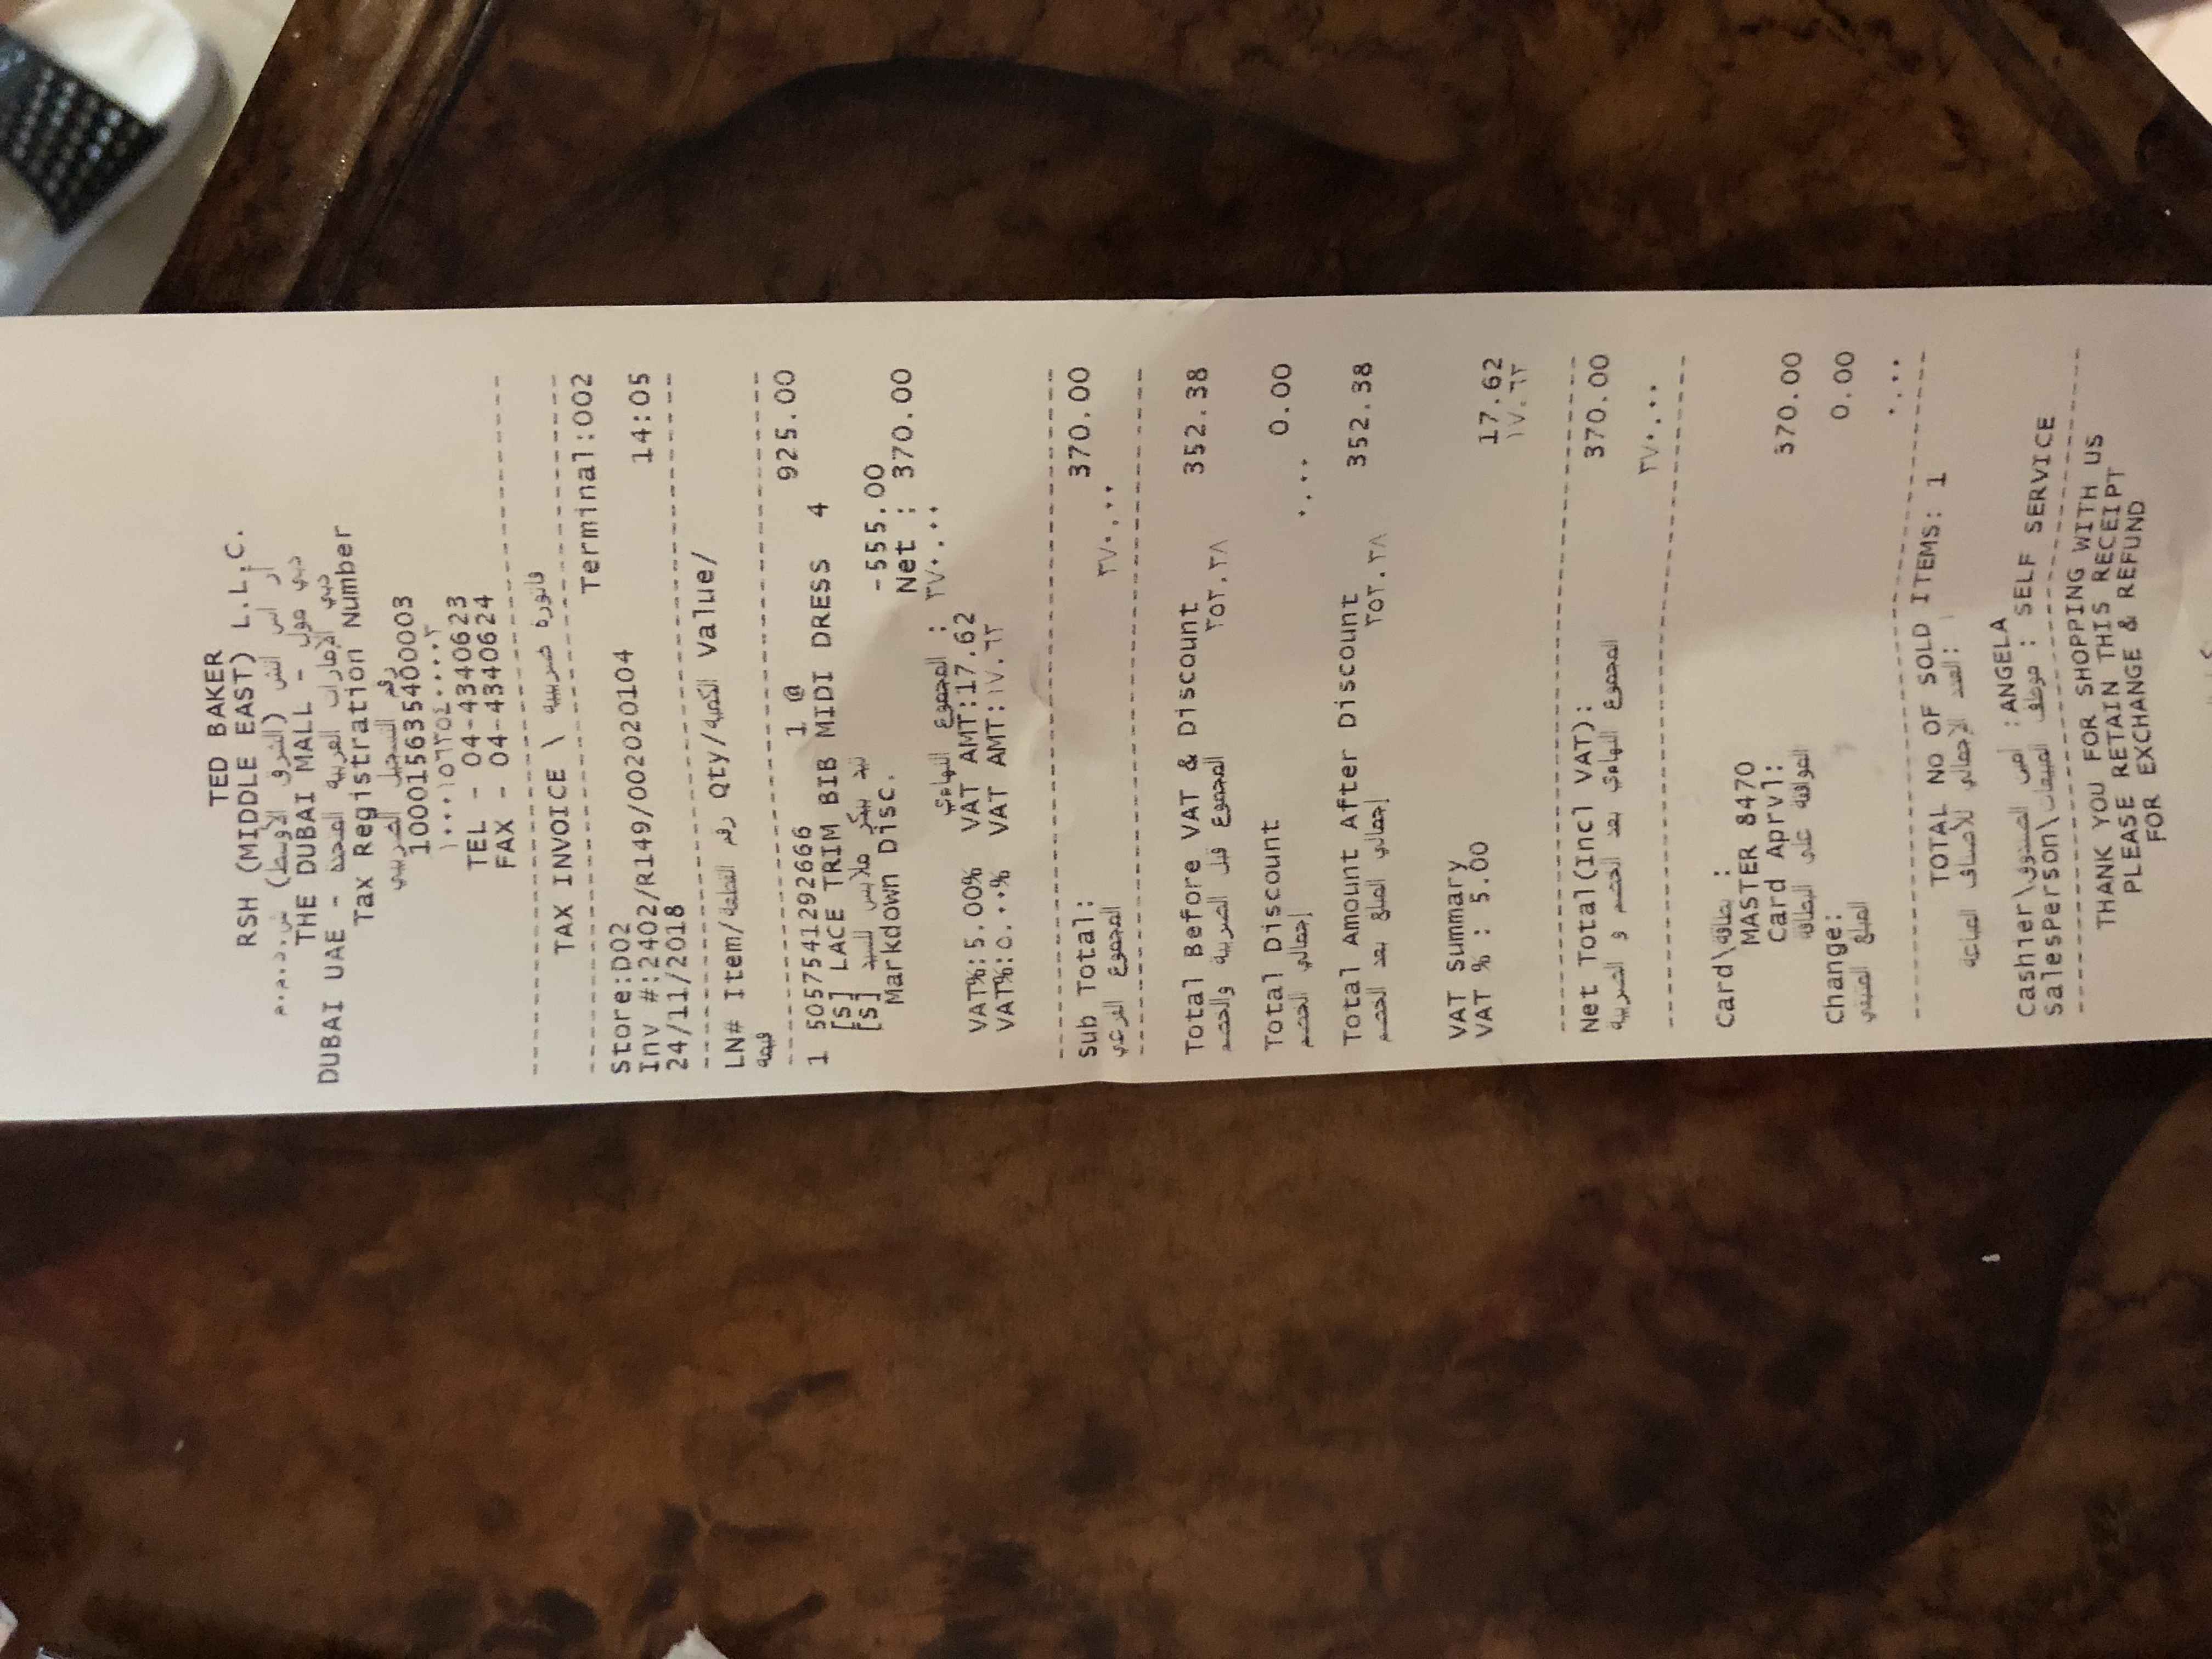 TED BAKER
RSH (MIDDLE EAST) L.L.C.
أر اس اتش (الشرق الأوسط) ش.د.م.م
THE DUBAI MALL - دبي مول
DUBAI UAE - دبي الإمارات العربية المتحدة
Tax Registration Number
رقم التسجيل الضريبي
100015635400003
١٠٠٠١٥٦٣٥٤٠٠٠٠٣
TEL - 04-4340623
FAX - 04-4340624
TAX INVOICE \ فاتورة ضريبية
Terminal:002
Store:D02
Inv #:2402/R149/002020104
24/11/2018 14:05
LN# Item/رقم القطعة Qty/الكمية Value/
قيمة
1 5057541292666 1 @ 925.00
[S] LACE TRIM BIB MIDI DRESS 4
[S] تيد بيكر ملابس للسيد
Markdown Disc. -555.00
Net : 370.00
المجموع النهاءي : ٣٧٠.٠٠
VAT%:5.00% VAT AMT:17.62
VAT%:٥.٠٠% VAT AMT:١٧.٦٢
Sub Total: 370.00
المجموع الفرعي ٣٧٠.٠٠
Total Before VAT & Discount 352.38
المجموع قبل الضريبة والخصم ٣٥٢.٣٨
Total Discount 0.00
إجمالي الخصم ٠.٠٠
Total Amount After Discount 352.38
إجمالي المبلغ بعد الخصم ٣٥٢.٣٨
VAT Summary
VAT % : 5.00 17.62
١٧.٦٢
Net Total(Incl VAT): 370.00
المجموع النهاءي بعد الخصم و الضريبة
٣٧٠.٠٠
Card\بطاقة :
MASTER 8470
Card Aprvl: 370.00
الموافقة على البطاقة
Change: 0.00
المبلغ المتبقي
٠.٠٠
TOTAL NO OF SOLD ITEMS: 1
العدد الإجمالي للأصناف المباعة: ١
Cashier\أمين الصندوق :ANGELA
SalesPerson\موظف المبيعات : SELF SERVICE
THANK YOU FOR SHOPPING WITH US
PLEASE RETAIN THIS RECEIPT
FOR EXCHANGE & REFUND